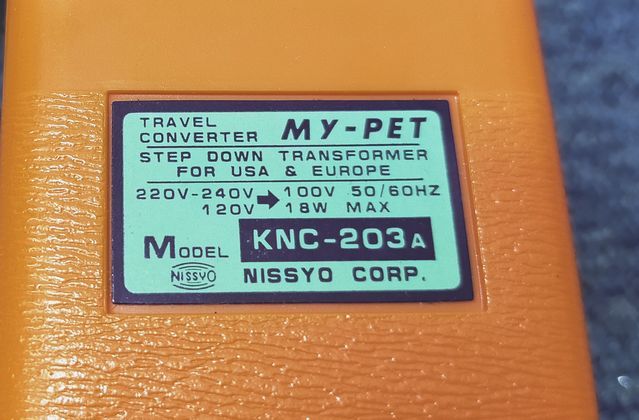 TRAVEL
CONVERTER MY-PET
STEP DOWN TRANSFORMER
FOR USA & EUROPE
220V-240V ➡ 100V 50/60HZ
120V 18W MAX
MODEL KNC-203A
NISSYO NISSYO CORP.